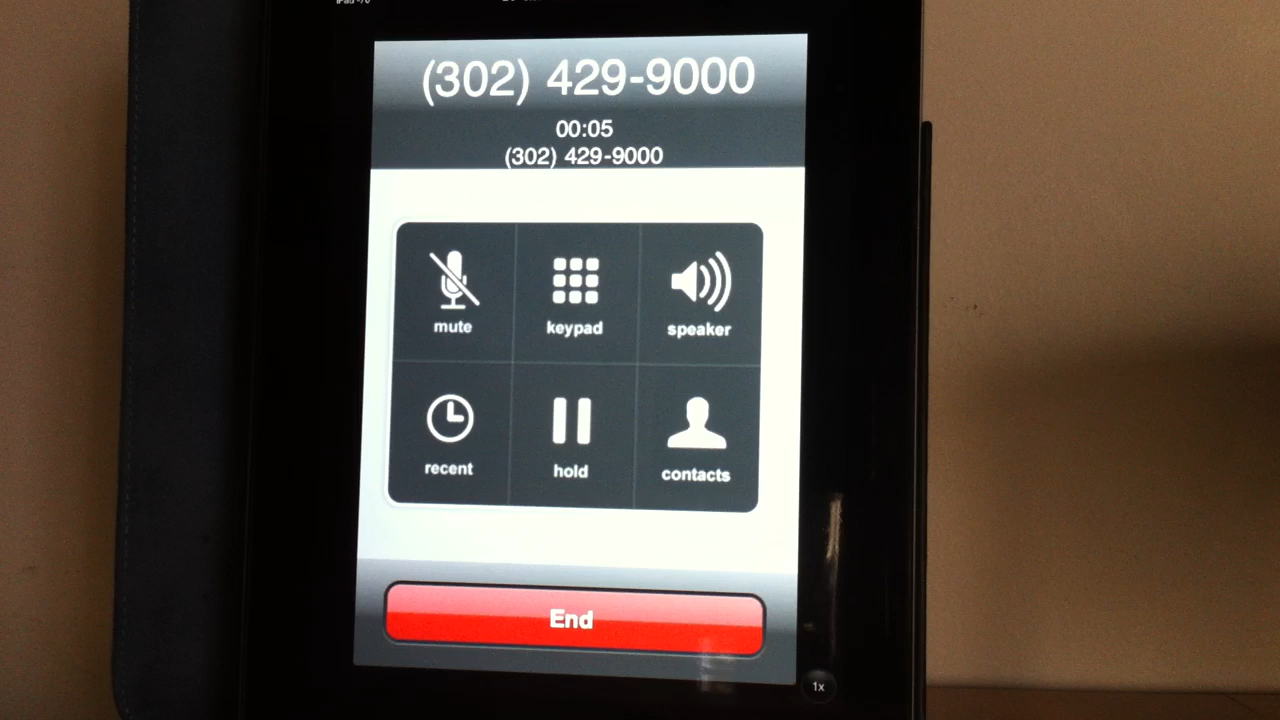 (302) 429-9000
00:05
(302) 429-9000
mute keypad speaker
recent hold contacts
End
1x